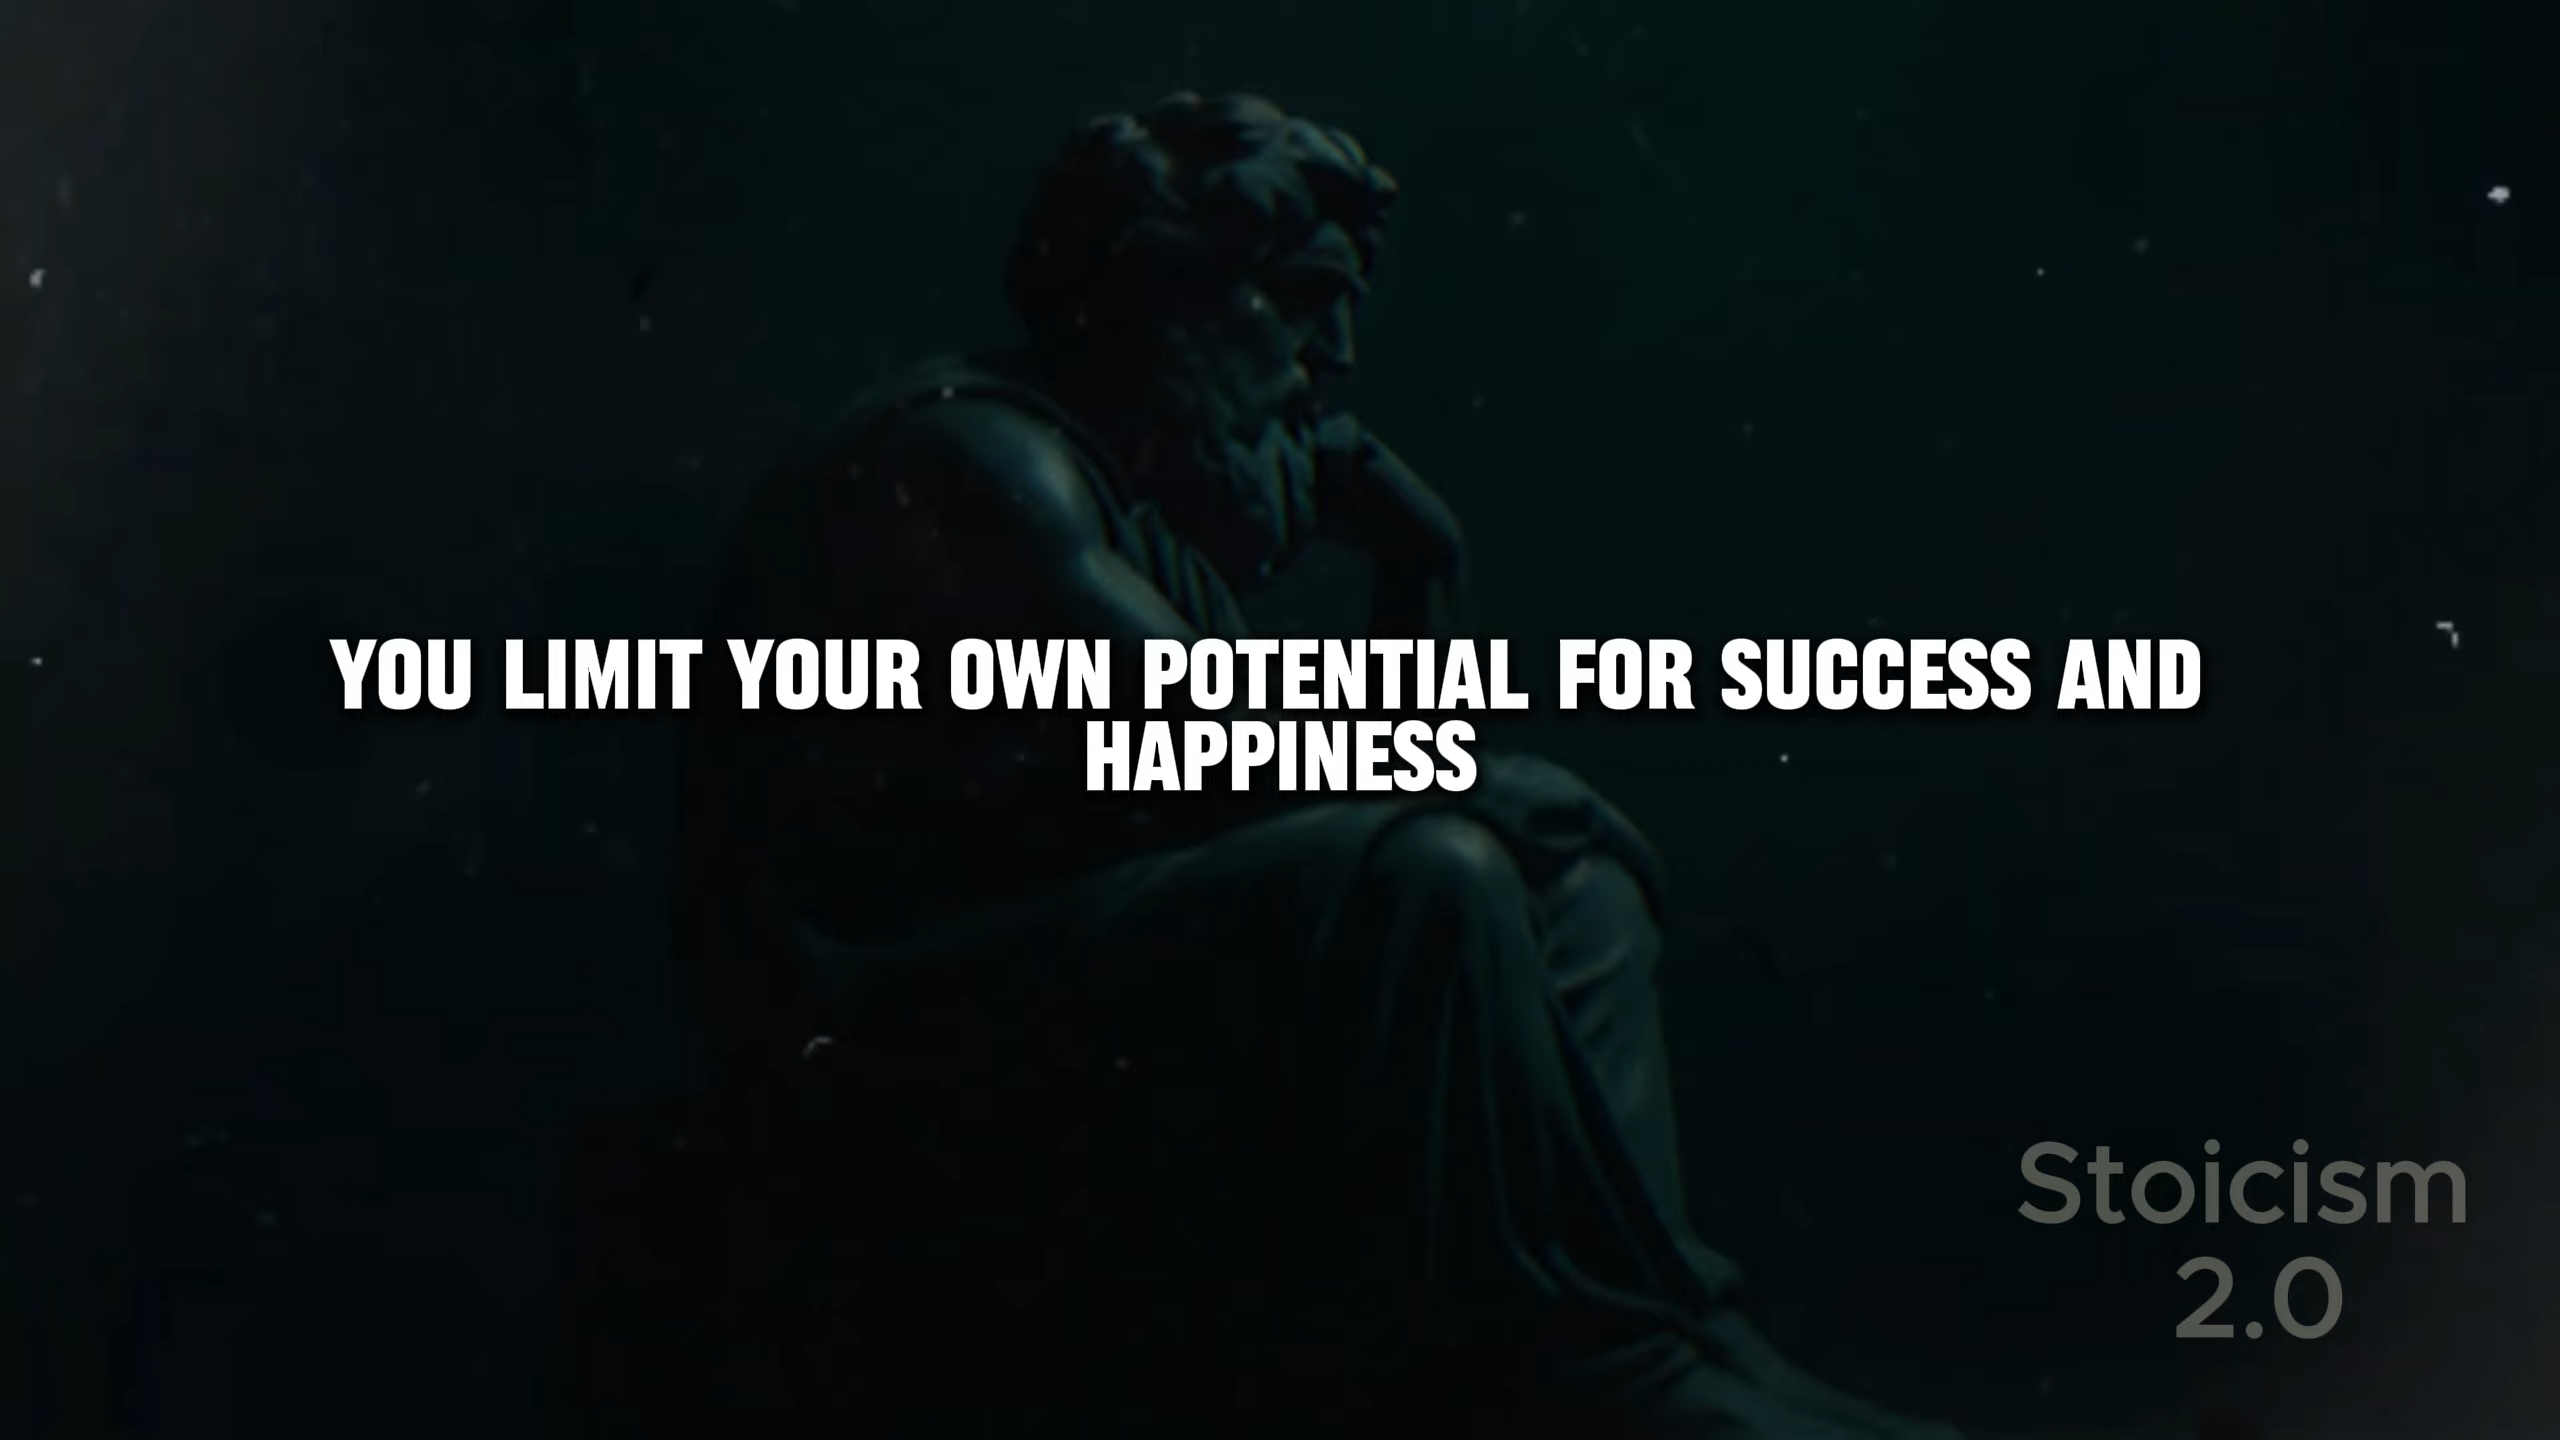 YOU LIMIT YOUR OWN POTENTIAL FOR SUCCESS AND
HAPPINESS
Stoicism
2.0